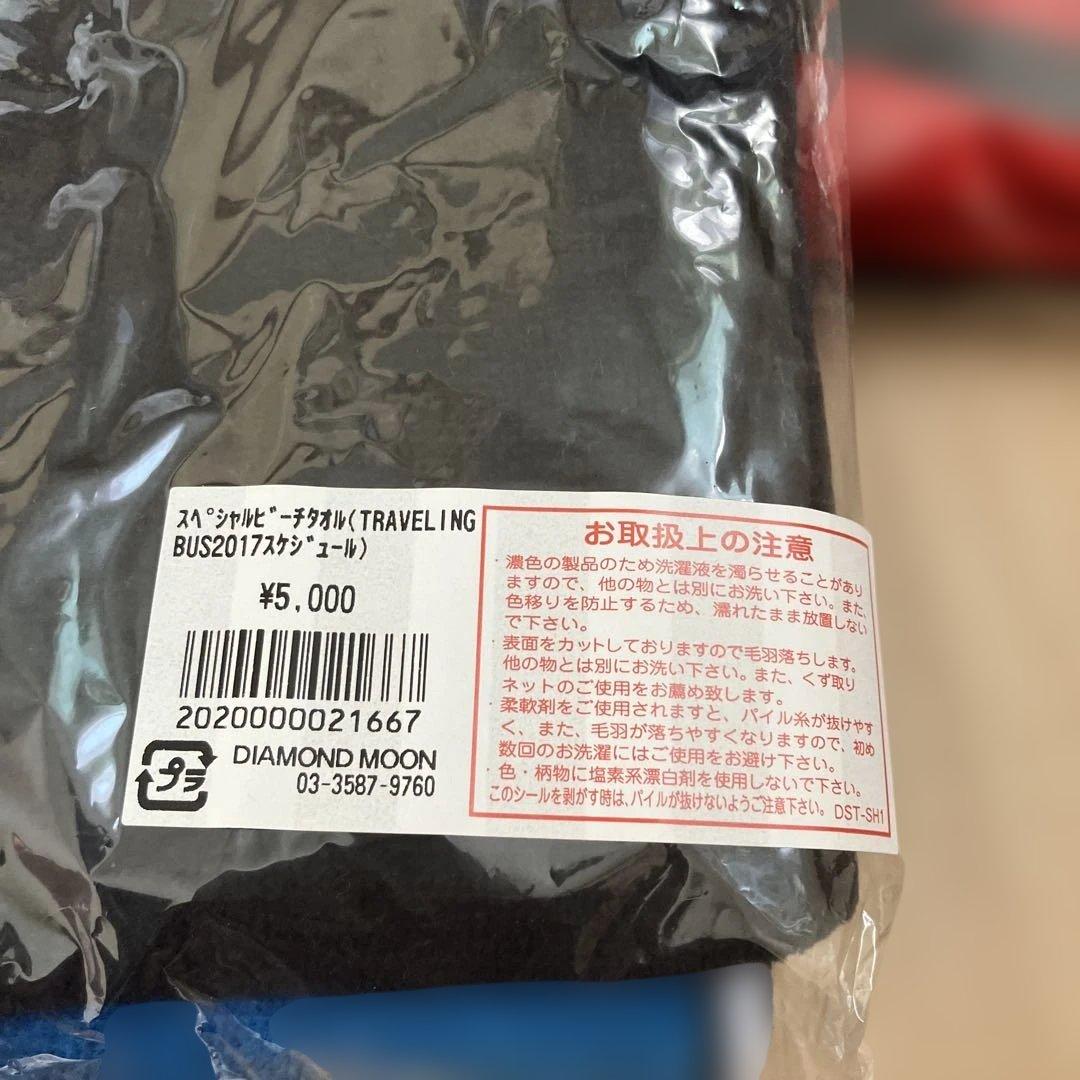 スペシャルビーチタオル(TRAVELING
BUS2017スケジュール)
¥5,000
2020000021667
プラ
DIAMOND MOON
03-3587-9760
お取扱上の注意
・濃色の製品のため洗濯液を濁らせることがあり
ますので、他の物とは別にお洗い下さい。また、
色移りを防止するため、濡れたまま放置しない
で下さい。
・表面をカットしておりますので毛羽落ちします。
他の物とは別にお洗い下さい。また、くず取り
ネットのご使用をお薦め致します。
・柔軟剤をご使用されますと、パイル糸が抜けやす
く、また、毛羽が落ちやすくなりますので、初め
数回のお洗濯にはご使用をお避け下さい。
・色・柄物に塩素系漂白剤を使用しないで下さい。
このシールを剥がす時は、パイルが抜けないようご注意下さい。 DST-SH1